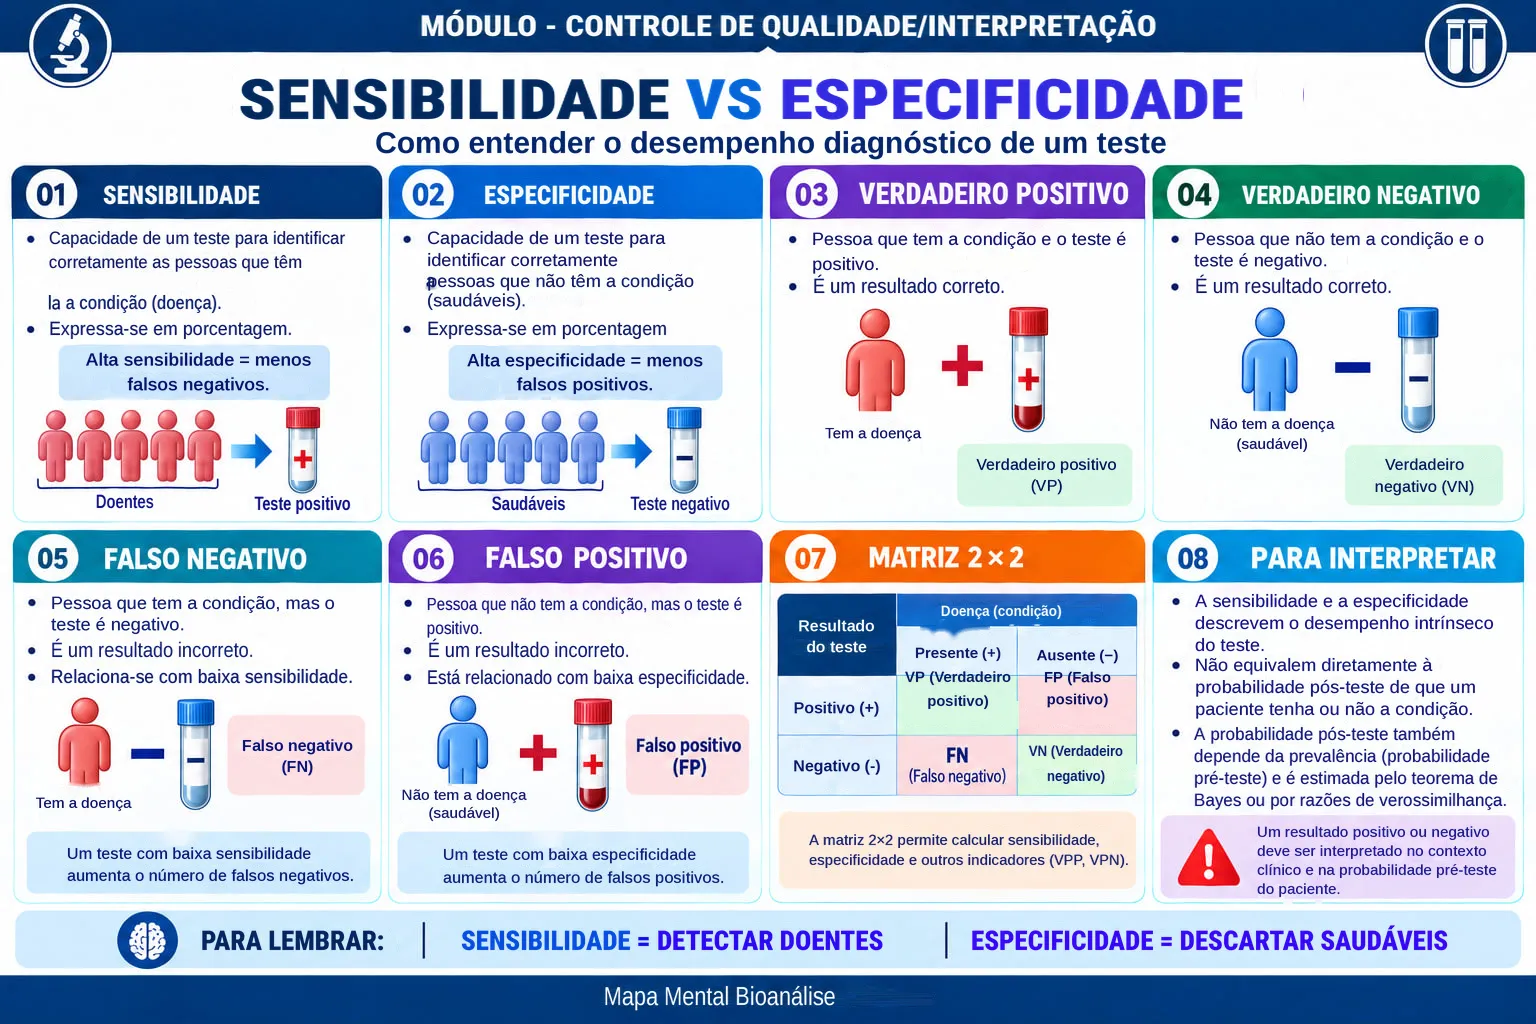 MÓDULO - CONTROLE DE QUALIDADE/INTERPRETAÇÃO
SENSIBILIDADE VS ESPECIFICIDADE
Como entender o desempenho diagnóstico de um teste
01 SENSIBILIDADE
• Capacidade de um teste para identificar
corretamente as pessoas que têm
la a condição (doença).
• Expressa-se em porcentagem.
Alta sensibilidade = menos
falsos negativos.
Doentes
Teste positivo
02 ESPECIFICIDADE
• Capacidade de um teste para
identificar corretamente
pessoas que não têm a condição
(saudáveis).
• Expressa-se em porcentagem
Alta especificidade = menos
falsos positivos.
Saudáveis
Teste negativo
03 VERDADEIRO POSITIVO
• Pessoa que tem a condição e o teste é
positivo.
• É um resultado correto.
Tem a doença
Verdadeiro positivo
(VP)
04 VERDADEIRO NEGATIVO
• Pessoa que não tem a condição e o
teste é negativo.
• É um resultado correto.
Não tem a doença
(saudável)
Verdadeiro
negativo (VN)
05 FALSO NEGATIVO
• Pessoa que tem a condição, mas o
teste é negativo.
• É um resultado incorreto.
• Relaciona-se com baixa sensibilidade.
Tem a doença
Falso negativo
(FN)
Um teste com baixa sensibilidade
aumenta o número de falsos negativos.
06 FALSO POSITIVO
• Pessoa que não tem a condição, mas o teste é
positivo.
• É um resultado incorreto.
• Está relacionado com baixa especificidade.
Não tem a doença
(saudável)
Falso positivo
(FP)
Um teste com baixa especificidade
aumenta o número de falsos positivos.
07 MATRIZ 2×2
Resultado
do teste
Doença (condição)
Presente (+)
Ausente (−)
Positivo (+)
VP (Verdadeiro
positivo)
FP (Falso
positivo)
Negativo (-)
FN
(Falso negativo)
VN (Verdadeiro
negativo)
A matriz 2×2 permite calcular sensibilidade,
especificidade e outros indicadores (VPP, VPN).
08 PARA INTERPRETAR
• A sensibilidade e a especificidade
descrevem o desempenho intrínseco
do teste.
• Não equivalem diretamente à
probabilidade pós-teste de que um
paciente tenha ou não a condição.
• A probabilidade pós-teste também
depende da prevalência (probabilidade
pré-teste) e é estimada pelo teorema de
Bayes ou por razões de verossimilhança.
Um resultado positivo ou negativo
deve ser interpretado no contexto
clínico e na probabilidade pré-teste
do paciente.
PARA LEMBRAR:
SENSIBILIDADE = DETECTAR DOENTES
ESPECIFICIDADE = DESCARTAR SAUDÁVEIS
Mapa Mental Bioanálise